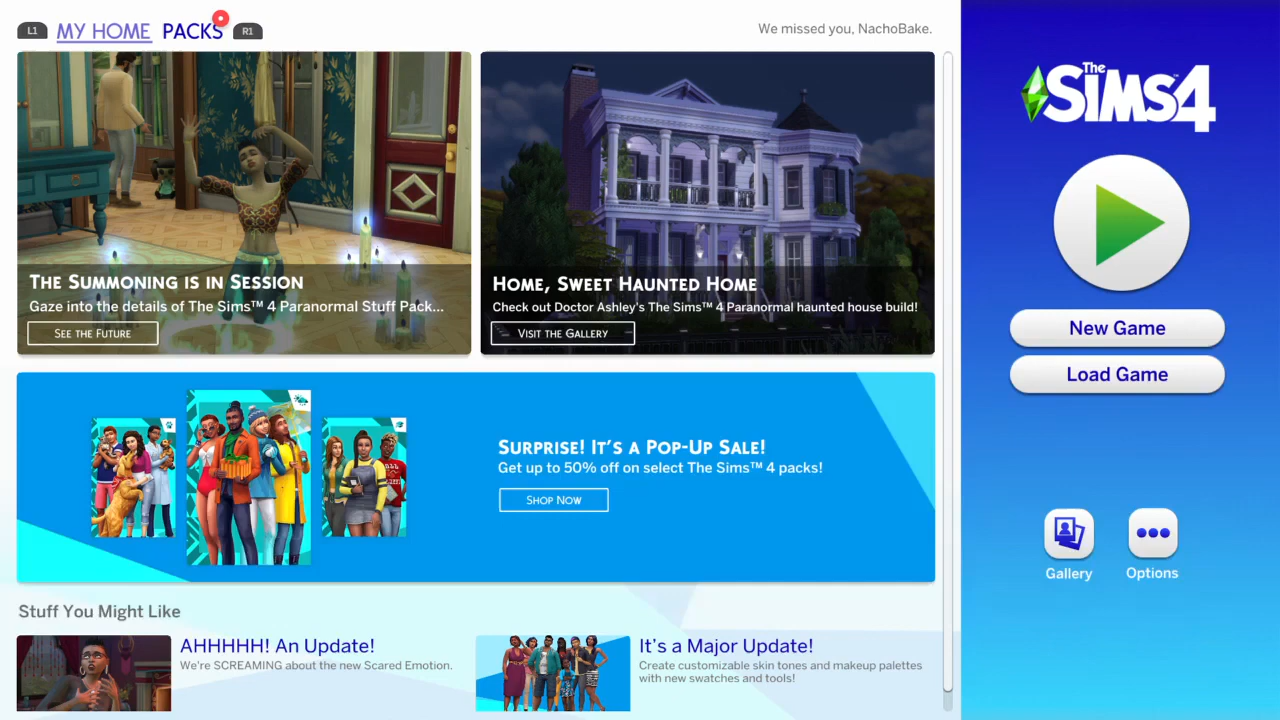 L1 MY HOME PACKS R1
We missed you, NachoBake.
THE SUMMONING IS IN SESSION
Gaze into the details of The Sims™ 4 Paranormal Stuff Pack...
SEE THE FUTURE
HOME, SWEET HAUNTED HOME
Check out Doctor Ashley's The Sims™ 4 Paranormal haunted house build!
VISIT THE GALLERY
SURPRISE! IT'S A POP-UP SALE!
Get up to 50% off on select The Sims™ 4 packs!
SHOP NOW
Stuff You Might Like
AHHHHH! An Update!
We're SCREAMING about the new Scared Emotion.
It's a Major Update!
Create customizable skin tones and makeup palettes
with new swatches and tools!
The
SIMS™4
New Game
Load Game
Gallery
Options